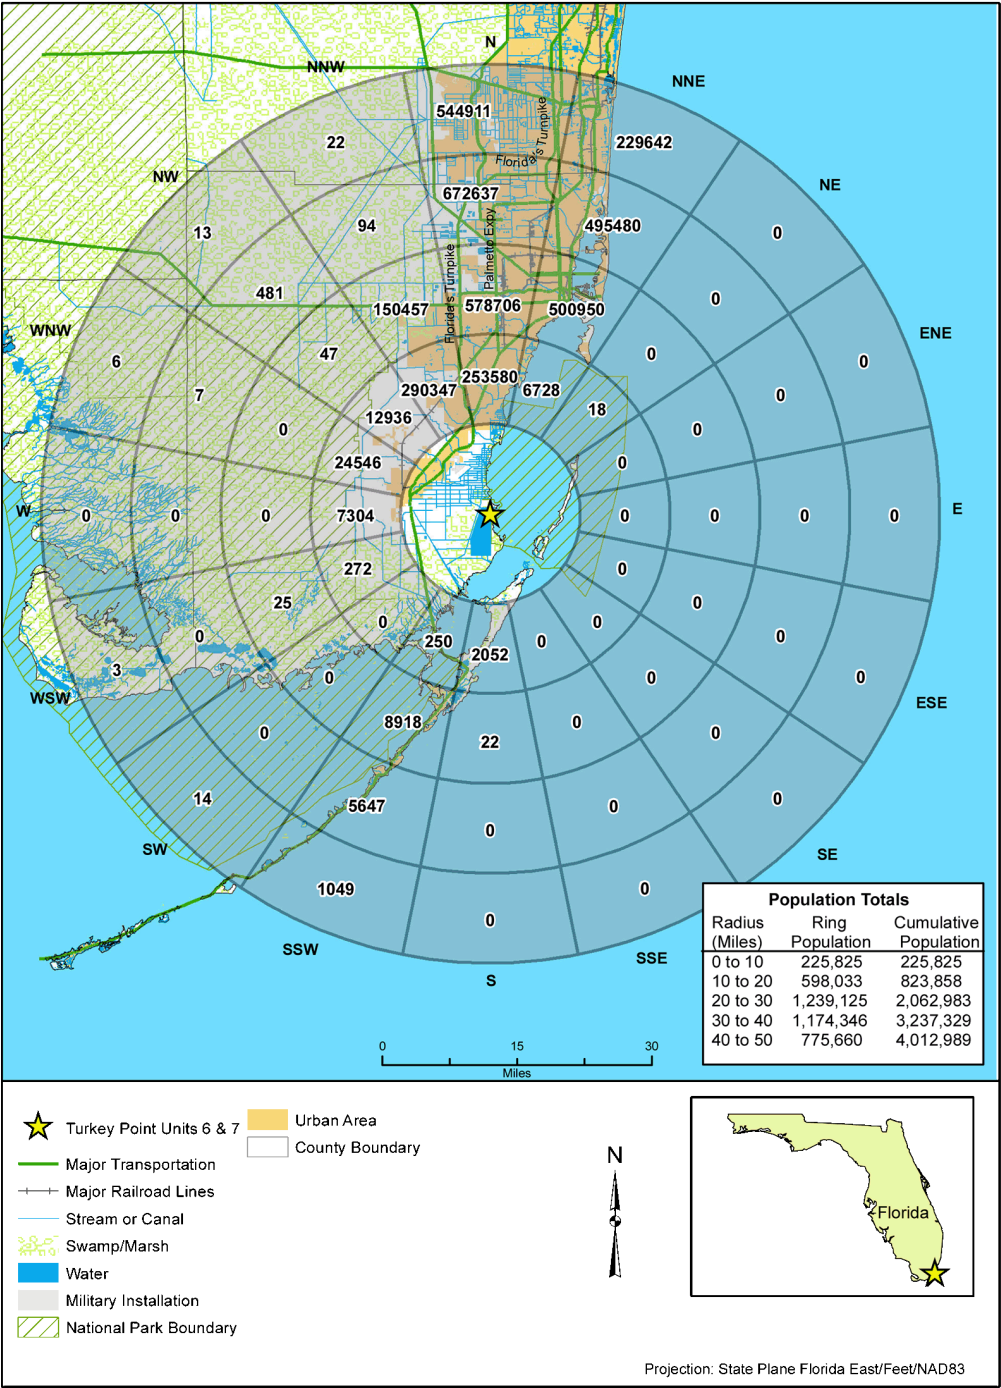 N
NNW
NNE
544911
22
229642
Florida's Turnpike
NW
NE
672637
94
495480
13
0
Palmetto Expy
Florida's Turnpike
481
0
150457
578706
500950
WNW
ENE
47
0
6
0
7
290347
253580
6728
0
12936
18
0
0
24546
0
W
0
0
0
7304
0
0
0
0
E
272
0
25
0
0
0
0
0
250
2052
0
0
3
0
0
0
WSW
ESE
8918
0
0
22
0
14
5647
0
0
0
SW
SE
1049
0
0
SSW
SSE
S
Population Totals
Radius (Miles) Ring Population Cumulative Population
0 to 10 225,825 225,825
10 to 20 598,033 823,858
20 to 30 1,239,125 2,062,983
30 to 40 1,174,346 3,237,329
40 to 50 775,660 4,012,989
0 15 30
Miles
Turkey Point Units 6 & 7
Major Transportation
Major Railroad Lines
Stream or Canal
Swamp/Marsh
Water
Military Installation
National Park Boundary
Urban Area
County Boundary
N
Florida
Projection: State Plane Florida East/Feet/NAD83